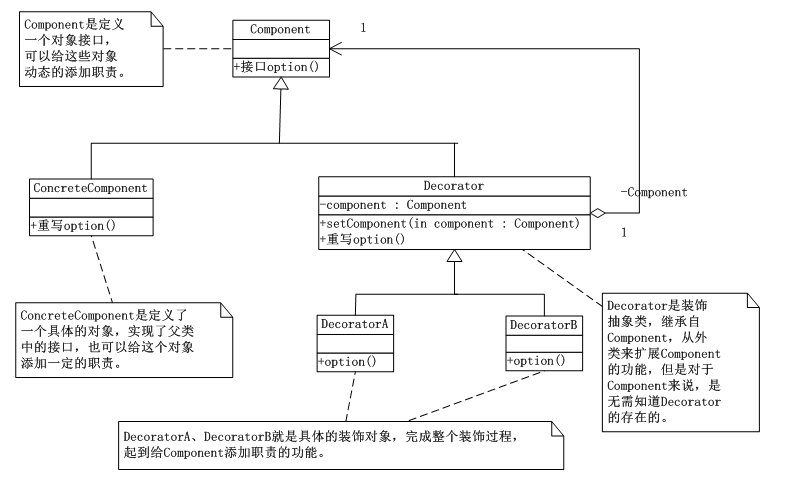 Component是定义
一个对象接口，
可以给这些对象
动态的添加职责。
Component
+接口option()
1
ConcreteComponent
+重写option()
Decorator
-component : Component
+setComponent(in component : Component)
+重写option()
-Component
1
ConcreteComponent是定义了
一个具体的对象，实现了父类
中的接口，也可以给这个对象
添加一定的职责。
DecoratorA
+option()
DecoratorB
+option()
Decorator是装饰
抽象类，继承自
Component，从外
类来扩展Component
的功能，但是对于
Component来说，是
无需知道Decorator
的存在的。
DecoratorA、DecoratorB就是具体的装饰对象，完成整个装饰过程，
起到给Component添加职责的功能。